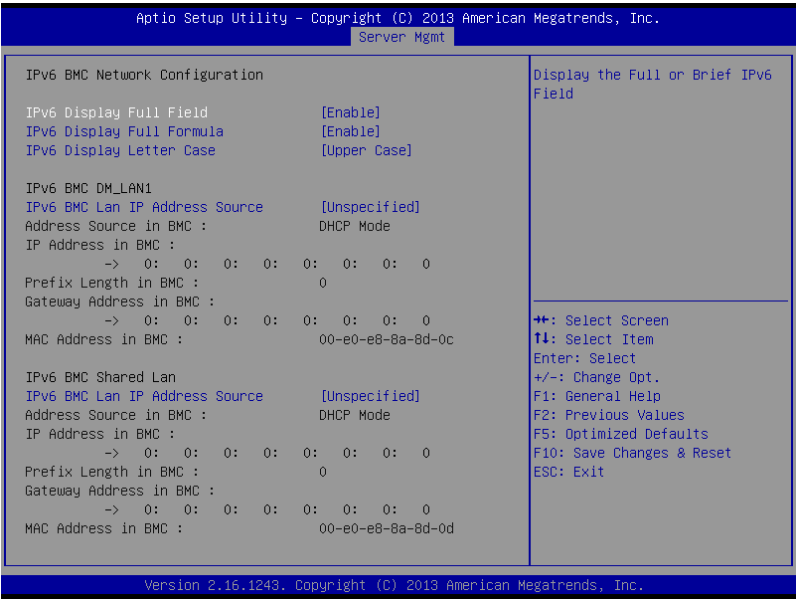 Aptio Setup Utility – Copyright (C) 2013 American Megatrends, Inc.
Server Mgmt
IPv6 BMC Network Configuration
IPv6 Display Full Field [Enable]
IPv6 Display Full Formula [Enable]
IPv6 Display Letter Case [Upper Case]
IPv6 BMC DM_LAN1
IPv6 BMC Lan IP Address Source [Unspecified]
Address Source in BMC : DHCP Mode
IP Address in BMC :
-> 0: 0: 0: 0: 0: 0: 0: 0
Prefix Length in BMC : 0
Gateway Address in BMC :
-> 0: 0: 0: 0: 0: 0: 0: 0
MAC Address in BMC : 00-e0-e8-8a-8d-0c
IPv6 BMC Shared Lan
IPv6 BMC Lan IP Address Source [Unspecified]
Address Source in BMC : DHCP Mode
IP Address in BMC :
-> 0: 0: 0: 0: 0: 0: 0: 0
Prefix Length in BMC : 0
Gateway Address in BMC :
-> 0: 0: 0: 0: 0: 0: 0: 0
MAC Address in BMC : 00-e0-e8-8a-8d-0d
Display the Full or Brief IPv6
Field
→←: Select Screen
↑↓: Select Item
Enter: Select
+/-: Change Opt.
F1: General Help
F2: Previous Values
F5: Optimized Defaults
F10: Save Changes & Reset
ESC: Exit
Version 2.16.1243. Copyright (C) 2013 American Megatrends, Inc.